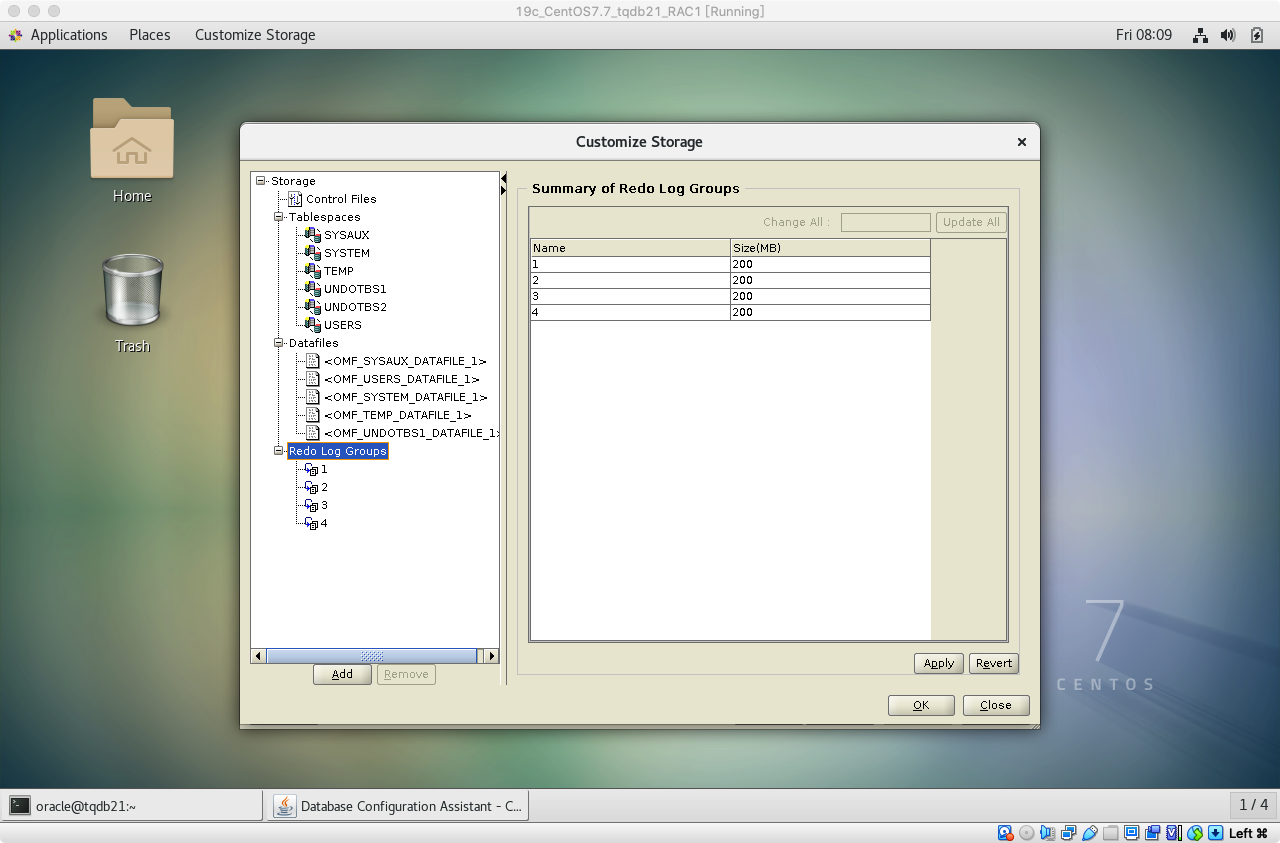 19c_CentOS7.7_tqdb21_RAC1 [Running]
Applications Places Customize Storage Fri 08:09
Home
Trash
Customize Storage
Storage
Control Files
Tablespaces
SYSAUX
SYSTEM
TEMP
UNDOTBS1
UNDOTBS2
USERS
Datafiles
<OMF_SYSAUX_DATAFILE_1>
<OMF_USERS_DATAFILE_1>
<OMF_SYSTEM_DATAFILE_1>
<OMF_TEMP_DATAFILE_1>
<OMF_UNDOTBS1_DATAFILE_1>
Redo Log Groups
1
2
3
4
Add Remove
Summary of Redo Log Groups
Change All : Update All
Name Size(MB)
1 200
2 200
3 200
4 200
Apply Revert
OK Close
7
CENTOS
oracle@tqdb21:~ Database Configuration Assistant - C... 1 / 4
Left ⌘